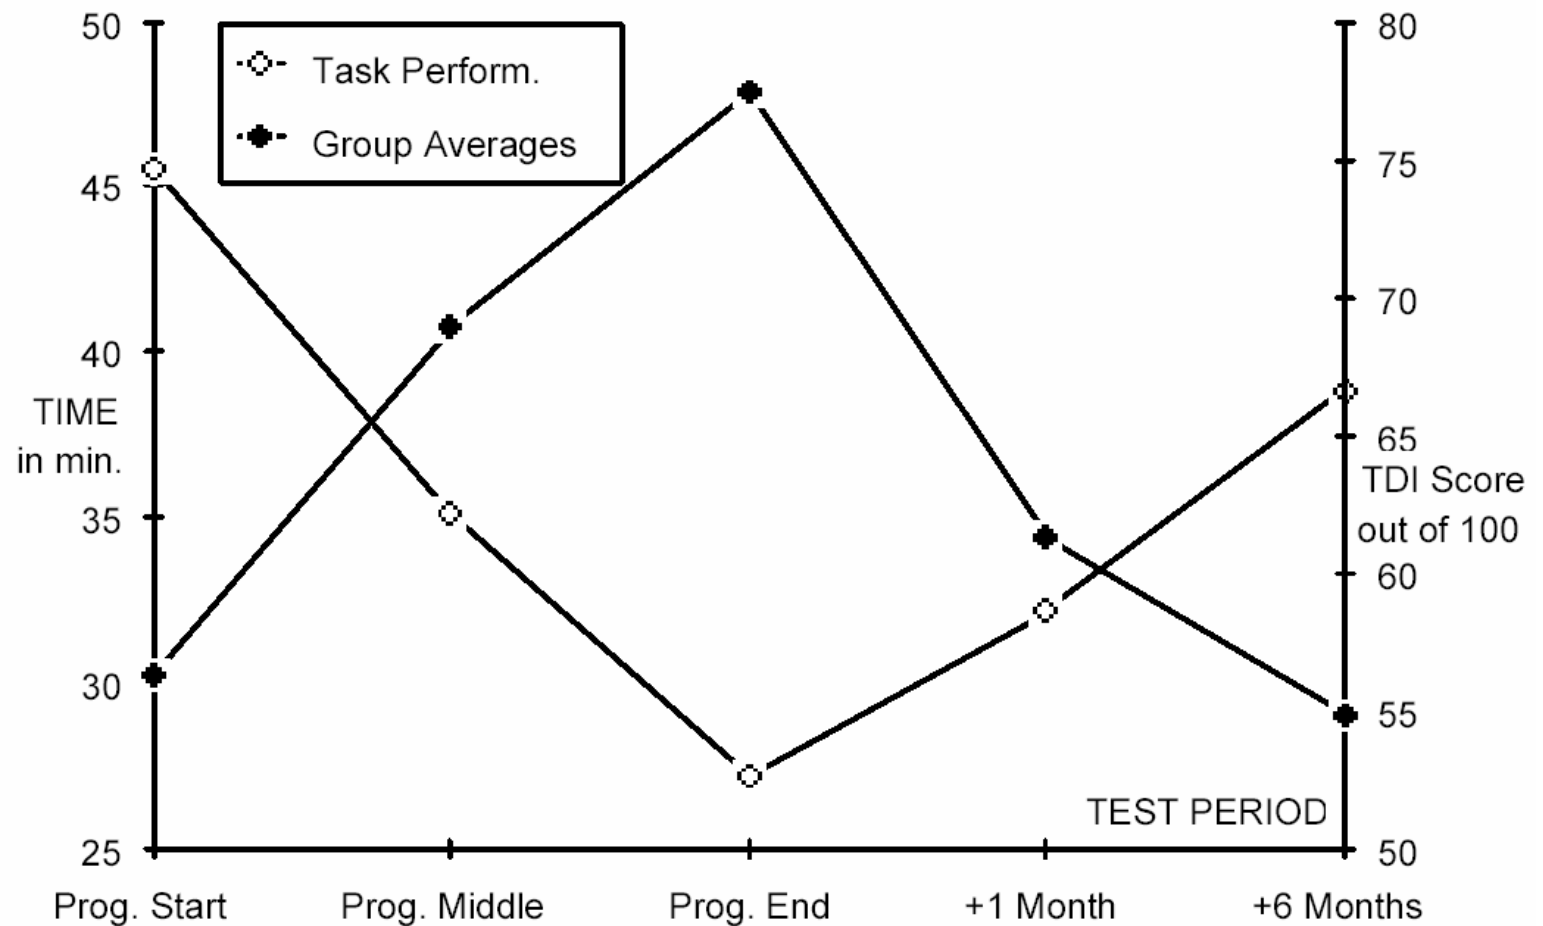 50
45
40
35
30
25
TIME
in min.
Task Perform.
Group Averages
80
75
70
65
60
55
50
TDI Score
out of 100
TEST PERIOD
Prog. Start
Prog. Middle
Prog. End
+1 Month
+6 Months